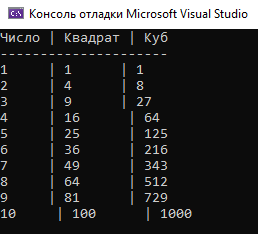 Консоль отладки Microsoft Visual Studio
Число | Квадрат | Куб
---------------------
1     | 1      | 1
2     | 4      | 8
3     | 9      | 27
4     | 16      | 64
5     | 25      | 125
6     | 36      | 216
7     | 49      | 343
8     | 64      | 512
9     | 81      | 729
10     | 100      | 1000